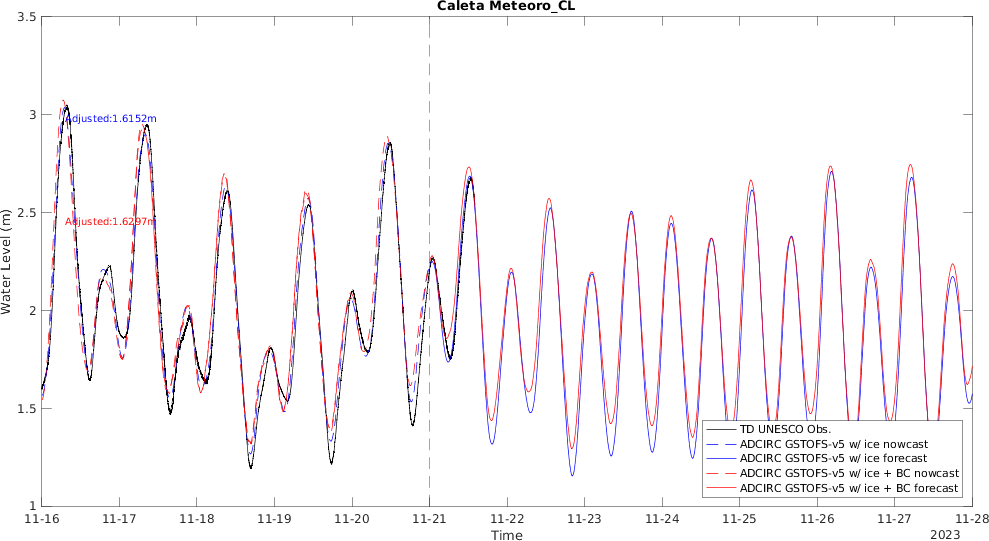 Caleta Meteoro_CL
3.5
3
2.5
2
1.5
1
Water Level (m)
Adjusted:1.6152m
Adjusted:1.6297m
TD UNESCO Obs.
ADCIRC GSTOFS-v5 w/ ice nowcast
ADCIRC GSTOFS-v5 w/ ice forecast
ADCIRC GSTOFS-v5 w/ ice + BC nowcast
ADCIRC GSTOFS-v5 w/ ice + BC forecast
11-16 11-17 11-18 11-19 11-20 11-21 11-22 11-23 11-24 11-25 11-26 11-27 11-28
Time
2023